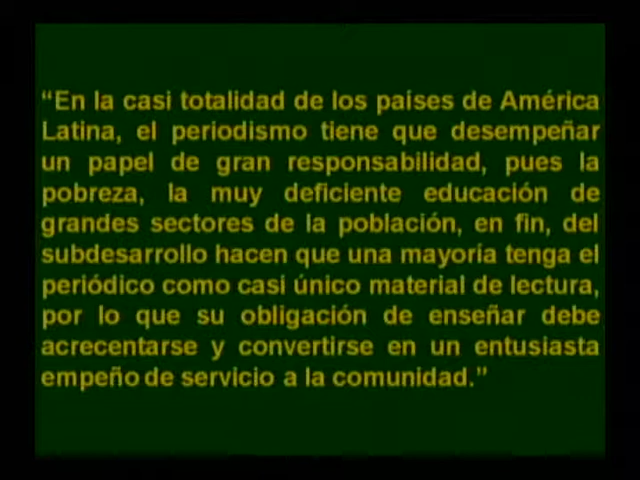 “En la casi totalidad de los países de América
Latina, el periodismo tiene que desempeñar
un papel de gran responsabilidad, pues la
pobreza, la muy deficiente educación de
grandes sectores de la población, en fin, del
subdesarrollo hacen que una mayoría tenga el
periódico como casi único material de lectura,
por lo que su obligación de enseñar debe
acrecentarse y convertirse en un entusiasta
empeño de servicio a la comunidad.”